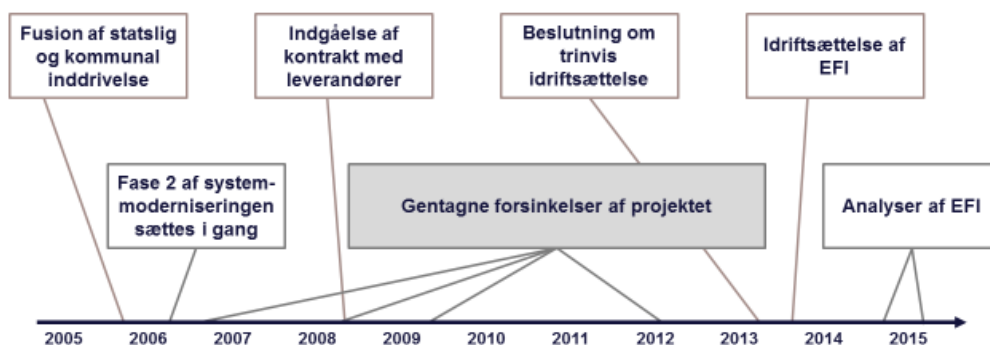 Fusion af statslig
og kommunal
inddrivelse
Indgåelse af
kontrakt med
leverandører
Beslutning om
trinvis
idriftsættelse
Idriftsættelse af
EFI
Fase 2 af system-
moderniseringen
sættes i gang
Gentagne forsinkelser af projektet
Analyser af EFI
2005 2006 2007 2008 2009 2010 2011 2012 2013 2014 2015